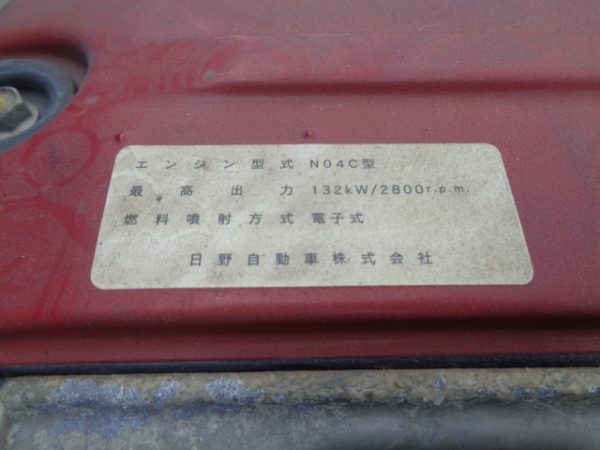 エンジン型式 N04C型
最高出力 132kW/2800r.p.m.
燃料噴射方式 電子式
日野自動車株式会社